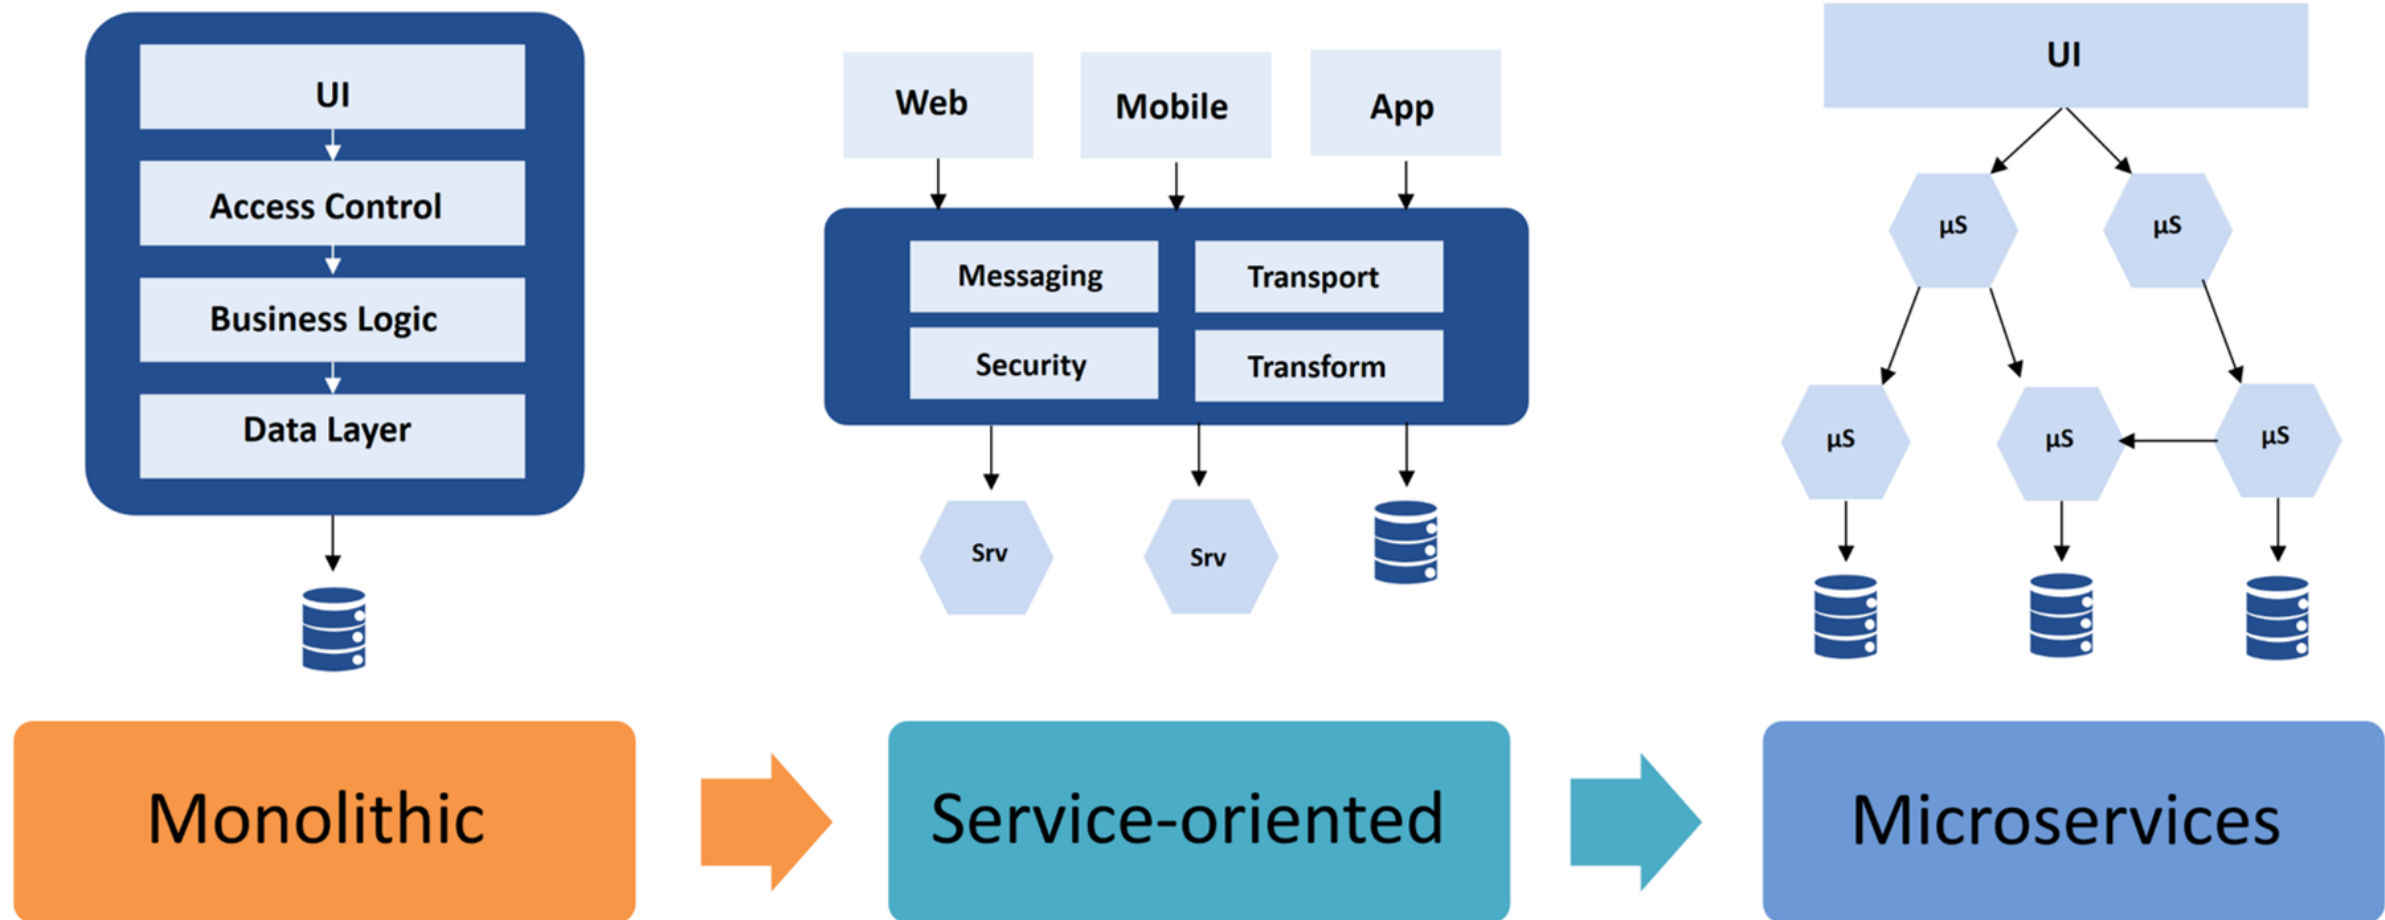 UI
Access Control
Business Logic
Data Layer
Monolithic
Web
Mobile
App
Messaging
Transport
Security
Transform
Srv
Srv
Service-oriented
UI
µS
µS
µS
µS
µS
Microservices